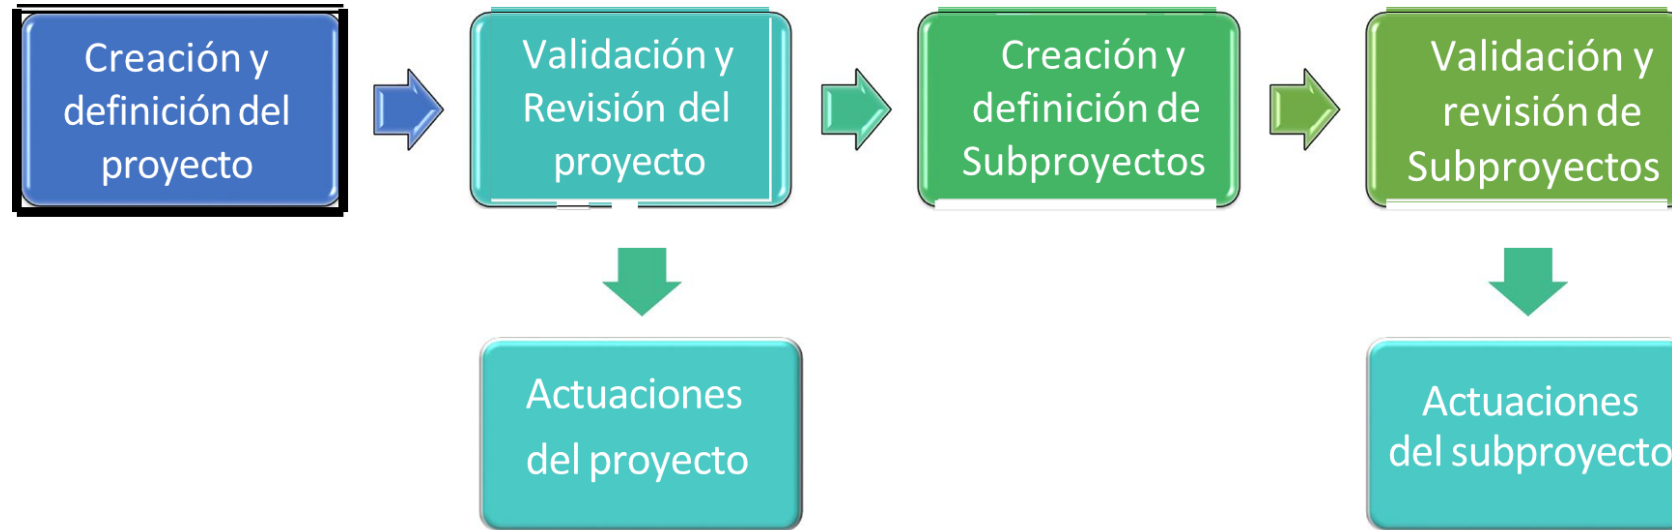 Creación y
definición del
proyecto
Validación y
Revisión del
proyecto
Creación y
definición de
Subproyectos
Validación y
revisión de
Subproyectos
Actuaciones
del proyecto
Actuaciones
del subproyecto